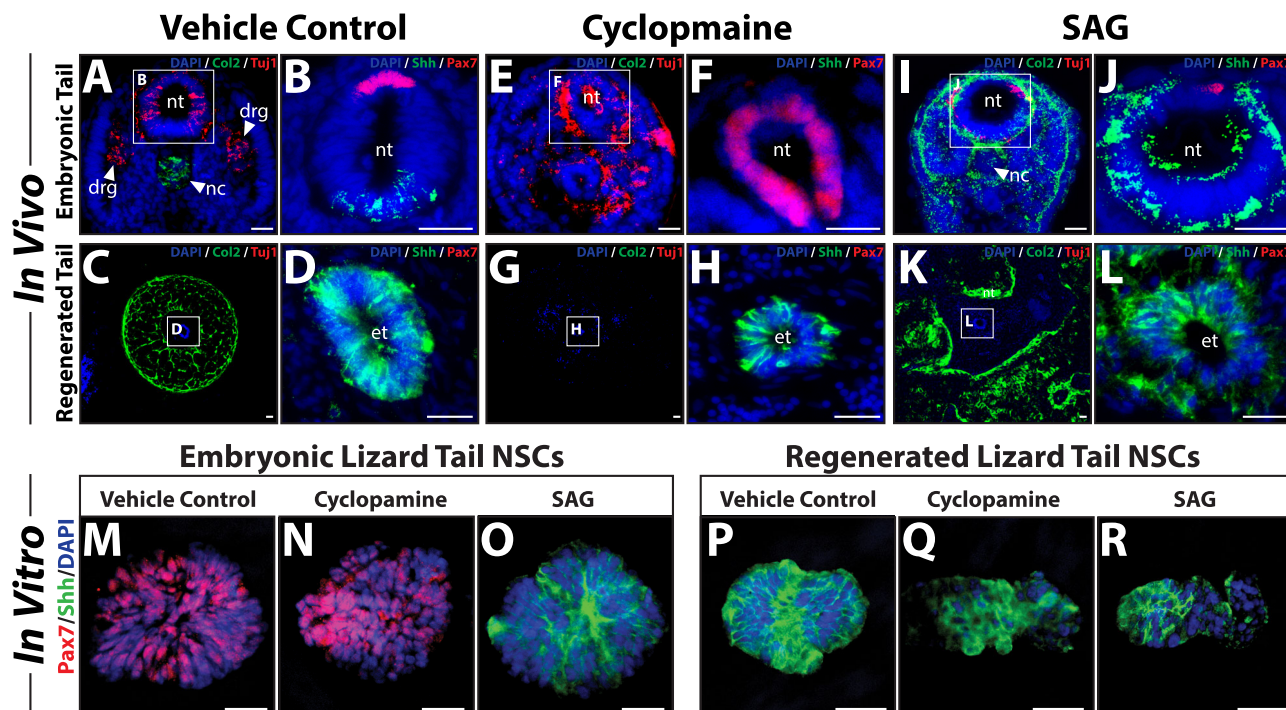 Vehicle Control
Cyclopmaine
SAG
In Vivo
Embryonic Tail
A
DAPI / Col2 / Tuj1
B
nt
drg
drg
nc
B
DAPI / Shh / Pax7
nt
E
DAPI / Col2 / Tuj1
F
nt
F
DAPI / Shh / Pax7
nt
I
DAPI / Col2 / Tuj1
J
nt
nc
J
DAPI / Shh / Pax7
nt
Regenerated Tail
C
DAPI / Col2 / Tuj1
D
D
DAPI / Shh / Pax7
et
G
DAPI / Col2 / Tuj1
H
H
DAPI / Shh / Pax7
et
K
DAPI / Col2 / Tuj1
nt
L
L
DAPI / Shh / Pax7
et
Embryonic Lizard Tail NSCs
Regenerated Lizard Tail NSCs
Vehicle Control
Cyclopamine
SAG
Vehicle Control
Cyclopamine
SAG
In Vitro
Pax7/Shh/DAPI
M
N
O
P
Q
R